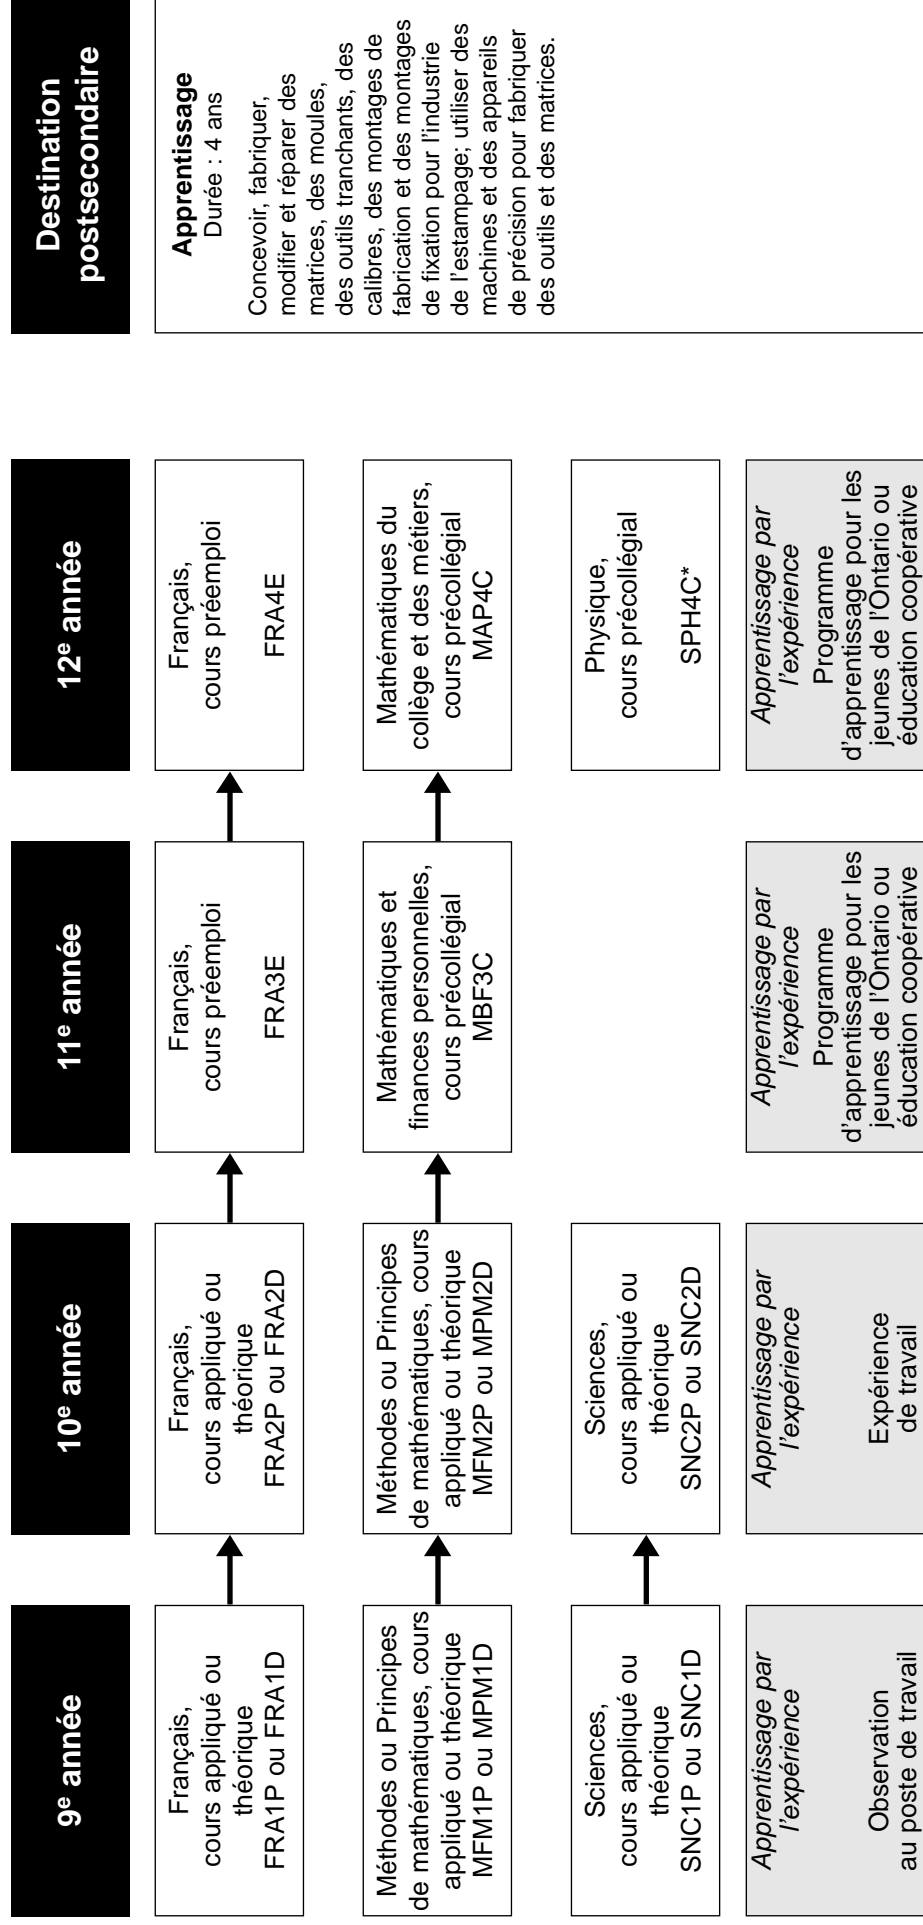 9e année
10e année
11e année
12e année
Destination
postsecondaire
Français,
cours appliqué ou
théorique
FRA1P ou FRA1D
Français,
cours appliqué ou
théorique
FRA2P ou FRA2D
Français,
cours préemploi
FRA3E
Français,
cours préemploi
FRA4E
Apprentissage
Durée : 4 ans
Concevoir, fabriquer,
modifier et réparer des
matrices, des moules,
des outils tranchants, des
calibres, des montages de
fabrication et des montages
de fixation pour l'industrie
de l'estampage; utiliser des
machines et des appareils
de précision pour fabriquer
des outils et des matrices.
Méthodes ou Principes
de mathématiques, cours
appliqué ou théorique
MFM1P ou MPM1D
Méthodes ou Principes
de mathématiques, cours
appliqué ou théorique
MFM2P ou MPM2D
Mathématiques et
finances personnelles,
cours précollégial
MBF3C
Mathématiques du
collège et des métiers,
cours précollégial
MAP4C
Sciences,
cours appliqué ou
théorique
SNC1P ou SNC1D
Sciences,
cours appliqué ou
théorique
SNC2P ou SNC2D
Physique,
cours précollégial
SPH4C*
Apprentissage par
l'expérience
Observation
au poste de travail
Apprentissage par
l'expérience
Expérience
de travail
Apprentissage par
l'expérience
Programme
d'apprentissage pour les
jeunes de l'Ontario ou
éducation coopérative
Apprentissage par
l'expérience
Programme
d'apprentissage pour les
jeunes de l'Ontario ou
éducation coopérative